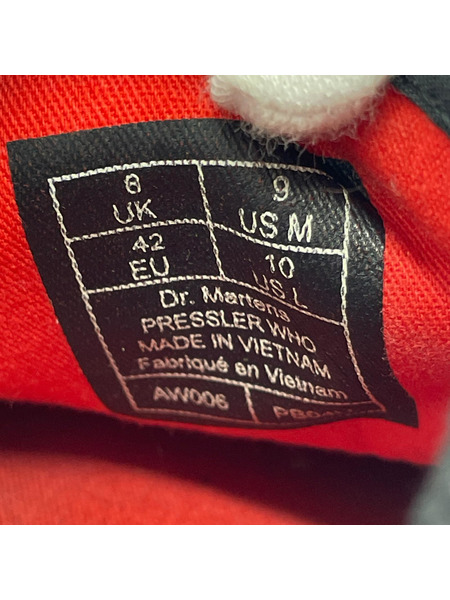 8 UK
9 US M
42 EU
10 US L
Dr. Martens
PRESSLER WHO
MADE IN VIETNAM
Fabriqué en Vietnam
AW006